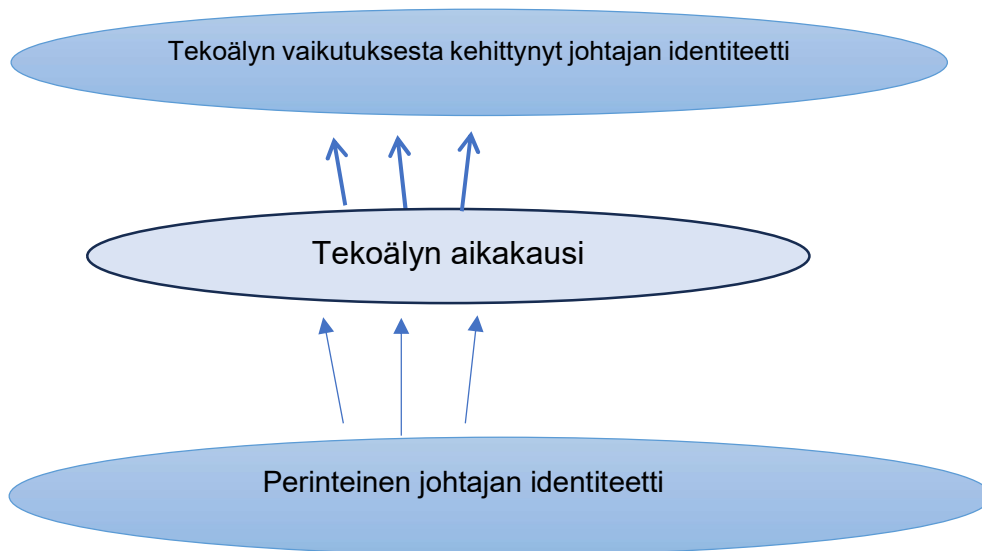 Tekoälyn vaikutuksesta kehittynyt johtajan identiteetti
Tekoälyn aikakausi
Perinteinen johtajan identiteetti